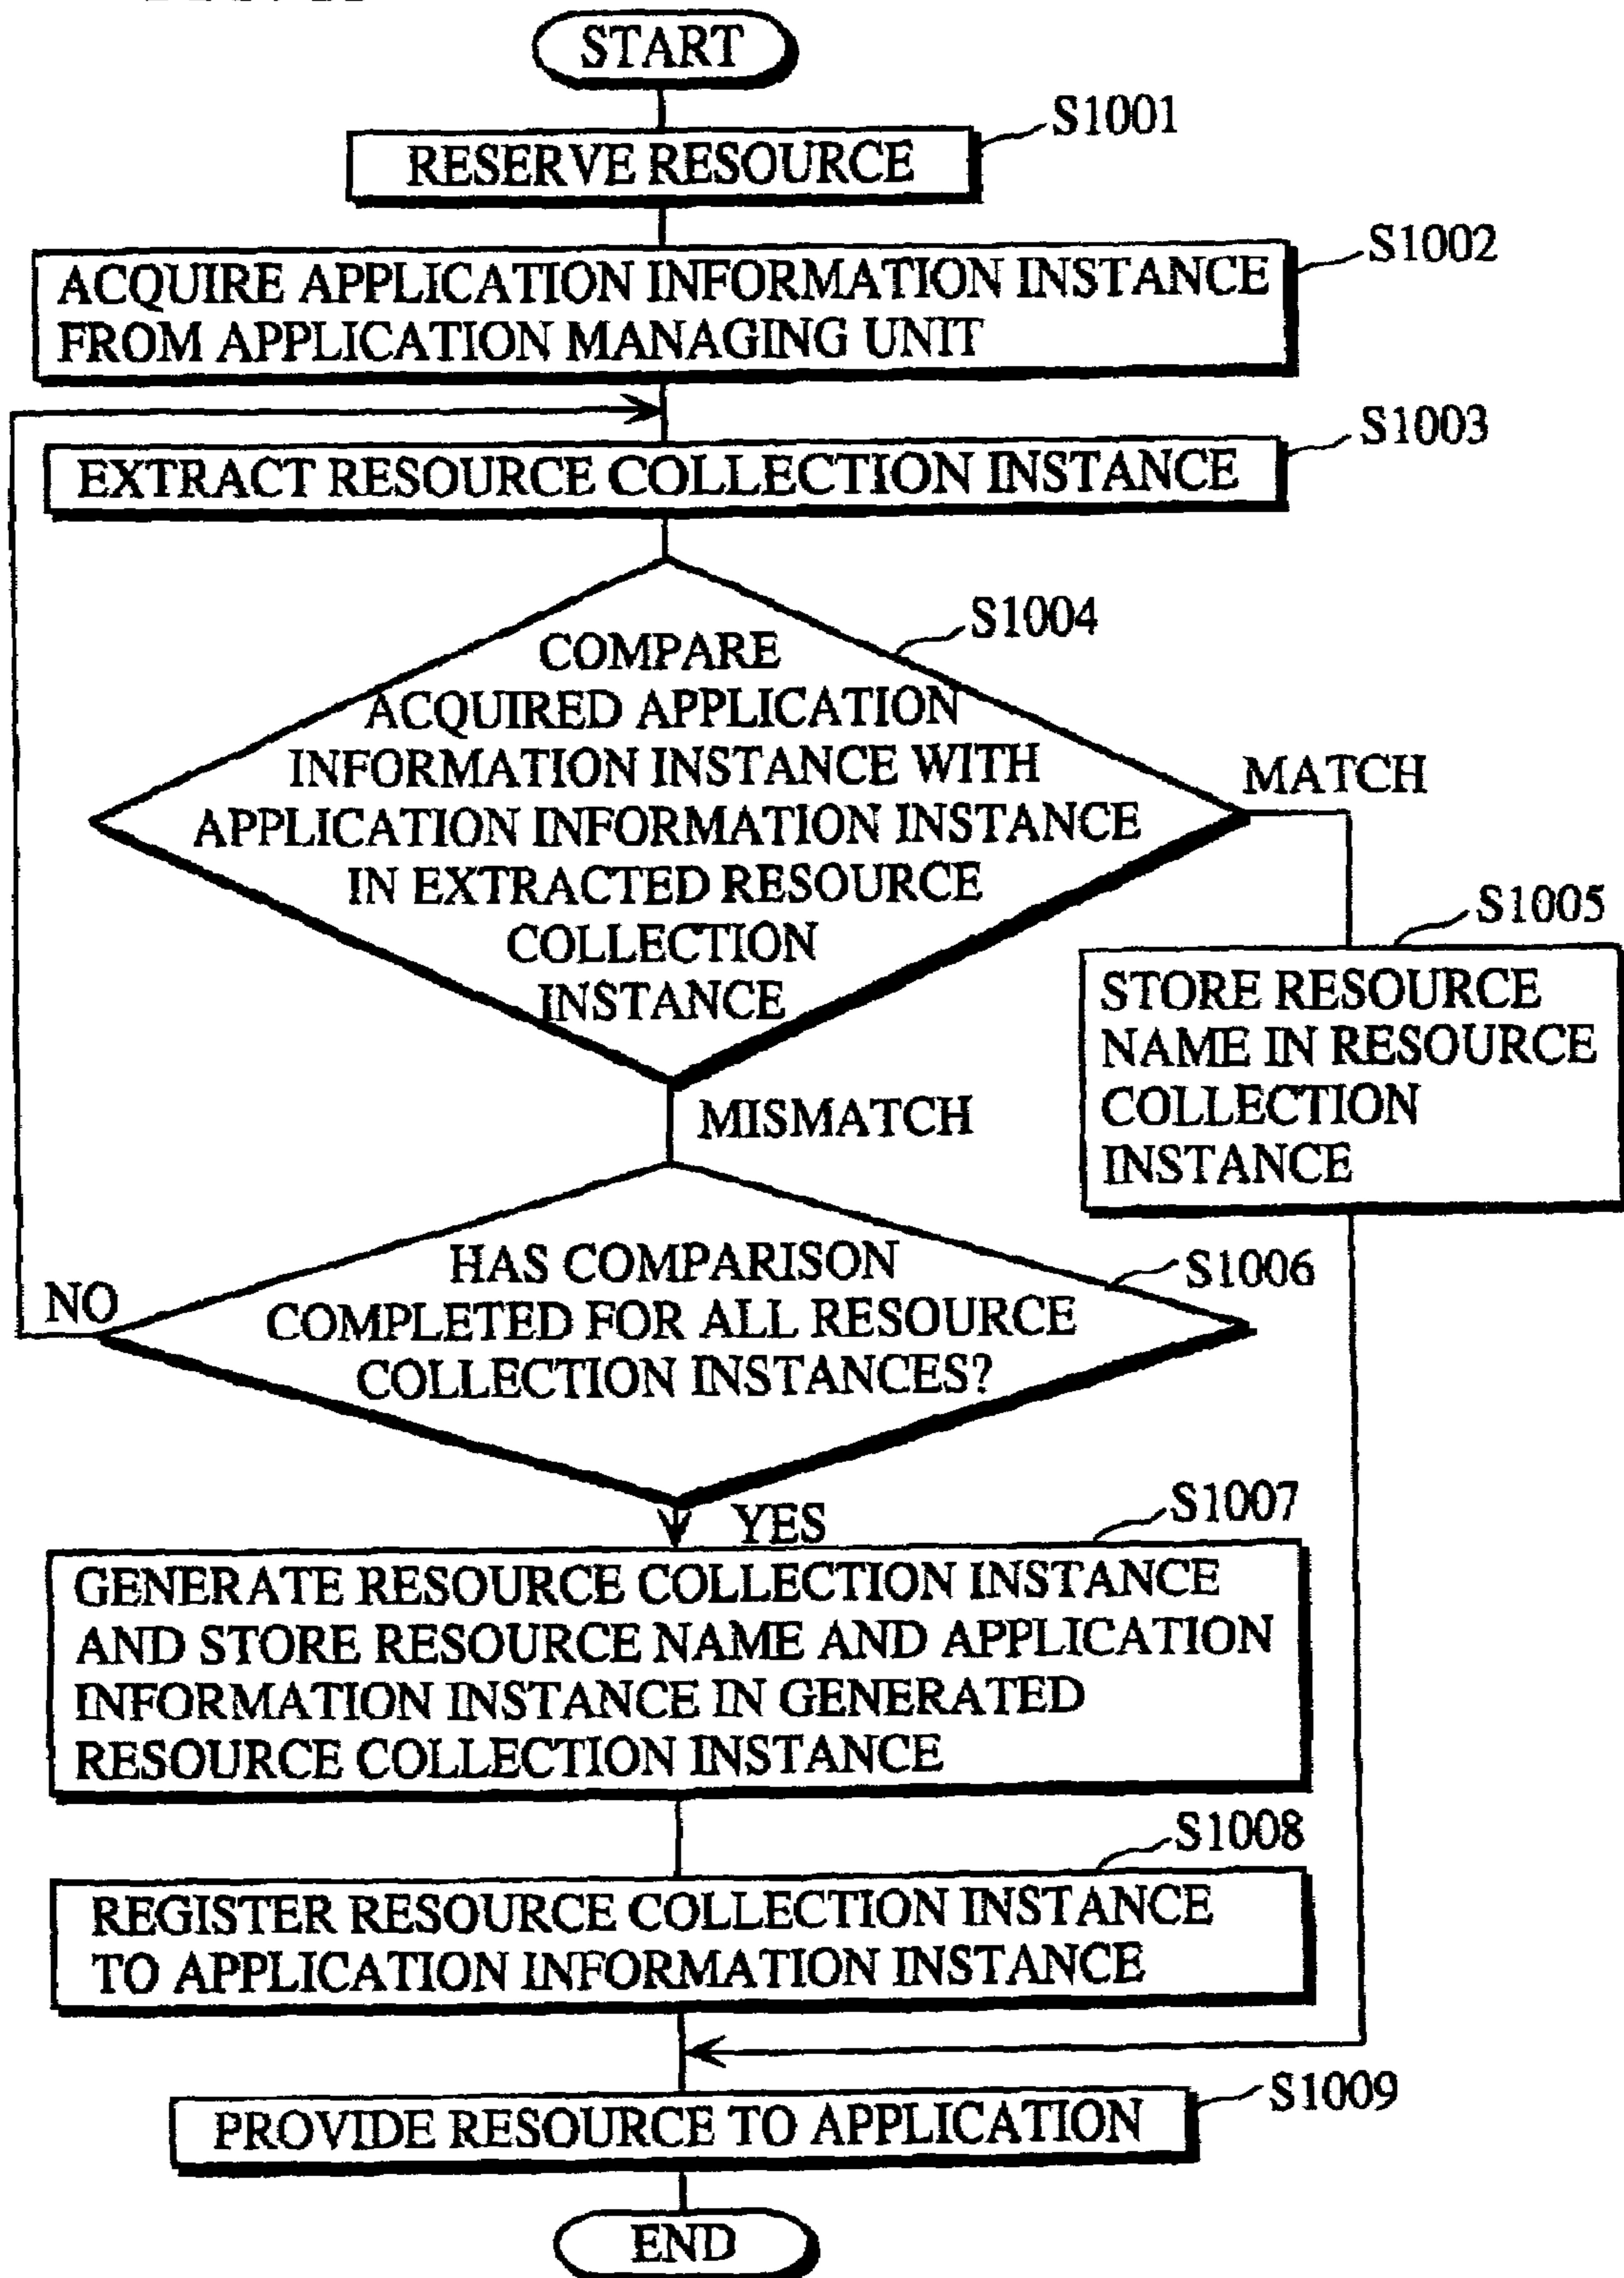 START
S1001
RESERVE RESOURCE
S1002
ACQUIRE APPLICATION INFORMATION INSTANCE
FROM APPLICATION MANAGING UNIT
S1003
EXTRACT RESOURCE COLLECTION INSTANCE
S1004
COMPARE
ACQUIRED APPLICATION
INFORMATION INSTANCE WITH
APPLICATION INFORMATION INSTANCE
IN EXTRACTED RESOURCE
COLLECTION
INSTANCE
MATCH
S1005
STORE RESOURCE
NAME IN RESOURCE
COLLECTION
INSTANCE
MISMATCH
S1006
HAS COMPARISON
COMPLETED FOR ALL RESOURCE
COLLECTION INSTANCES?
NO
YES
S1007
GENERATE RESOURCE COLLECTION INSTANCE
AND STORE RESOURCE NAME AND APPLICATION
INFORMATION INSTANCE IN GENERATED
RESOURCE COLLECTION INSTANCE
S1008
REGISTER RESOURCE COLLECTION INSTANCE
TO APPLICATION INFORMATION INSTANCE
S1009
PROVIDE RESOURCE TO APPLICATION
END